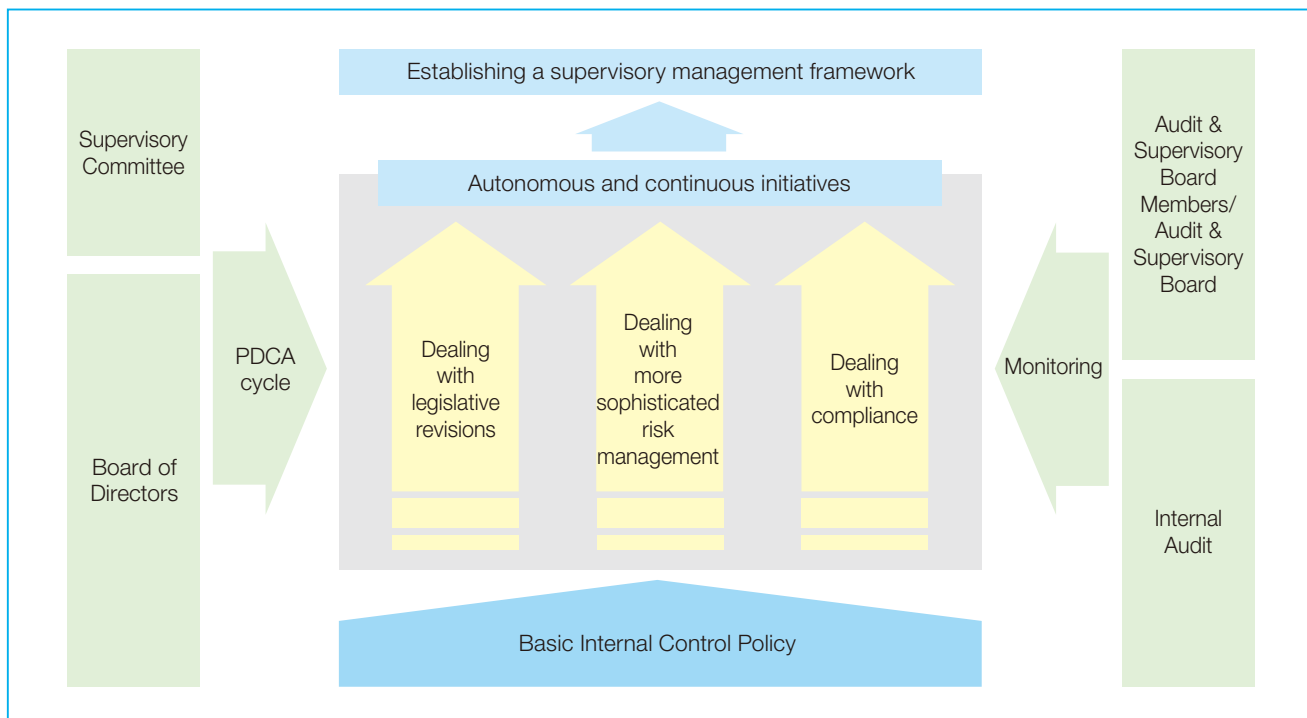 Establishing a supervisory management framework
Supervisory
Committee
Board of
Directors
PDCA
cycle
Autonomous and continuous initiatives
Dealing
with
legislative
revisions
Dealing
with
more
sophisticated
risk
management
Dealing
with
compliance
Basic Internal Control Policy
Monitoring
Audit &
Supervisory
Board
Members/
Audit &
Supervisory
Board
Internal
Audit